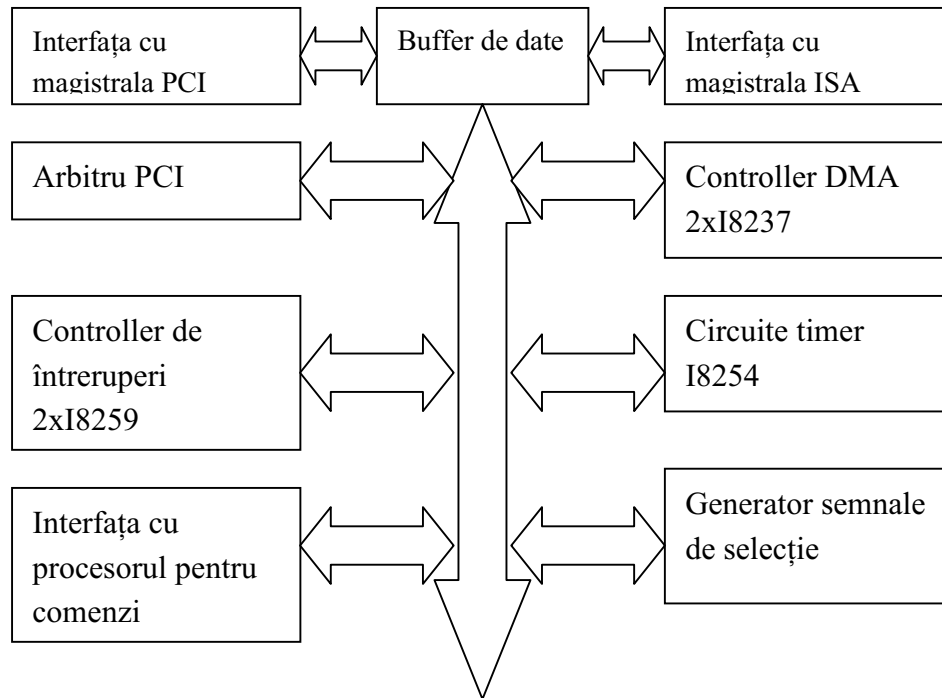 Interfața cu
magistrala PCI
Buffer de date
Interfața cu
magistrala ISA
Arbitru PCI
Controller DMA
2xI8237
Controller de
întreruperi
2xI8259
Circuite timer
I8254
Interfața cu
procesorul pentru
comenzi
Generator semnale
de selecție